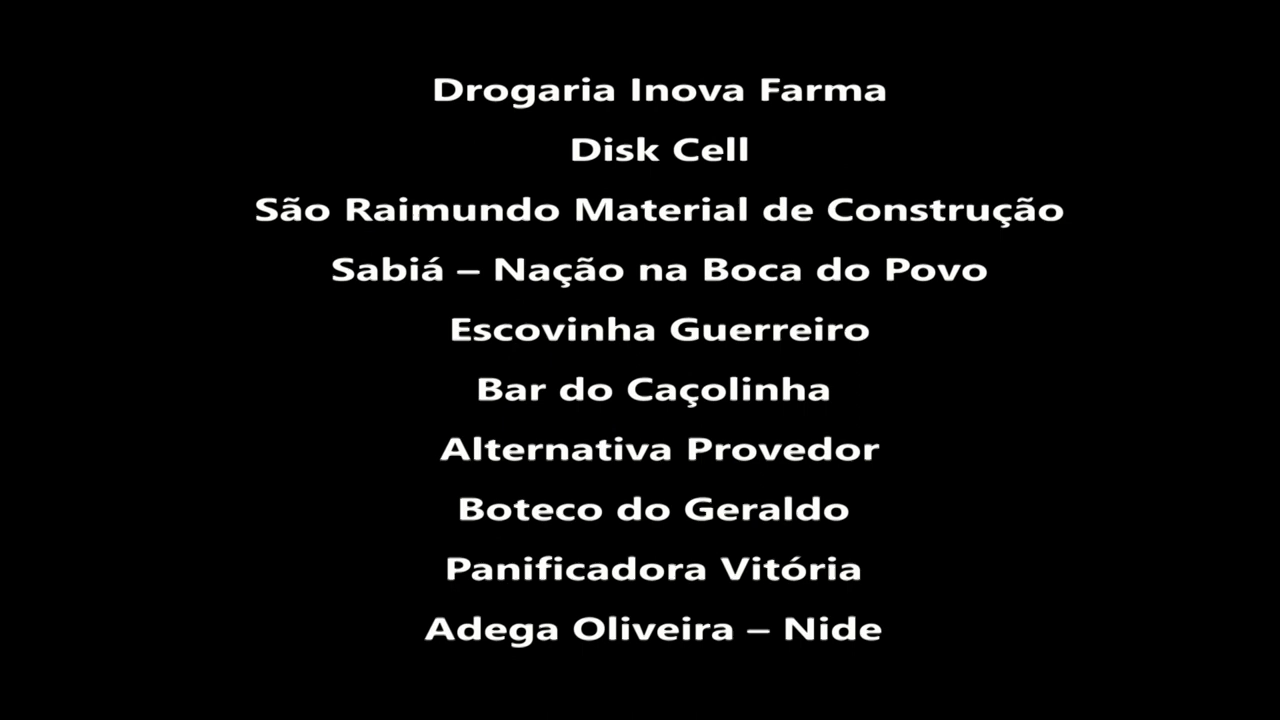 Drogaria Inova Farma
Disk Cell
São Raimundo Material de Construção
Sabiá – Nação na Boca do Povo
Escovinha Guerreiro
Bar do Caçolinha
Alternativa Provedor
Boteco do Geraldo
Panificadora Vitória
Adega Oliveira – Nide